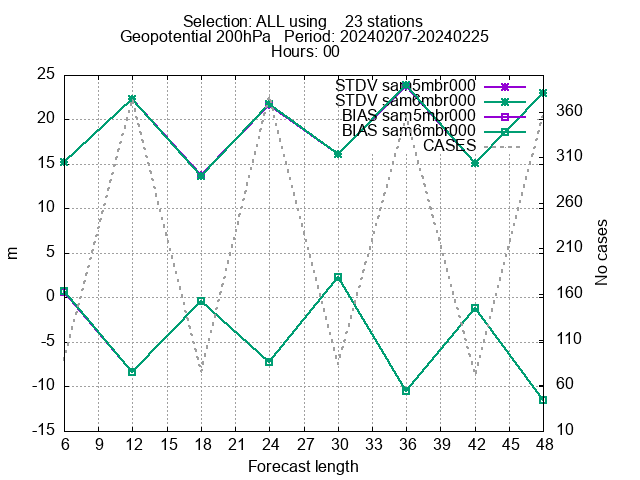 Selection: ALL using    23 stations
Geopotential 200hPa   Period: 20240207-20240225
Hours: 00
STDV sam5mbr000
STDV sam6mbr000
BIAS sam5mbr000
BIAS sam6mbr000
CASES
25
20
15
10
5
0
-5
-10
-15
m
360
310
260
210
160
110
60
10
No cases
6 9 12 15 18 21 24 27 30 33 36 39 42 45 48
Forecast length